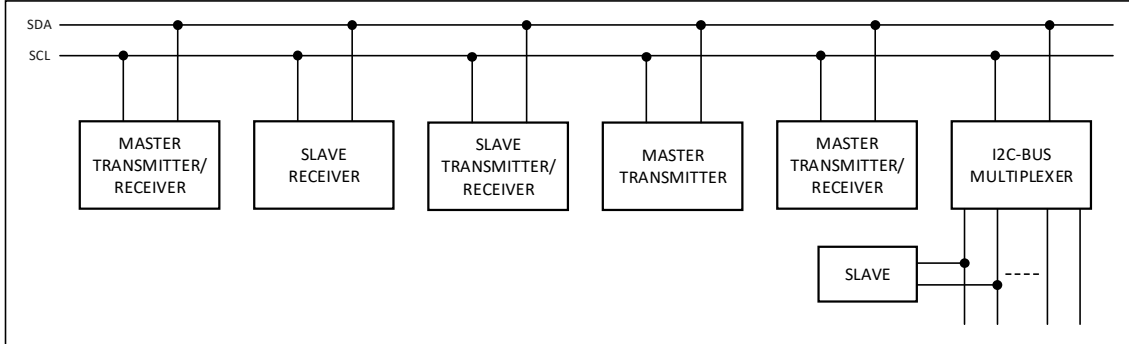 SDA
SCL
MASTER
TRANSMITTER/
RECEIVER
SLAVE
RECEIVER
SLAVE
TRANSMITTER/
RECEIVER
MASTER
TRANSMITTER
MASTER
TRANSMITTER/
RECEIVER
I2C-BUS
MULTIPLEXER
SLAVE